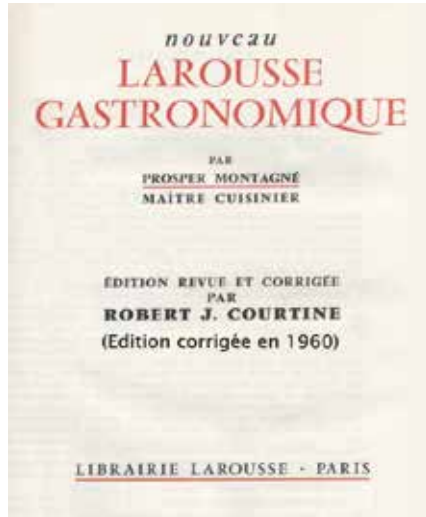 nouveau
LAROUSSE
GASTRONOMIQUE
PAR
PROSPER MONTAGNÉ
MAÎTRE CUISINIER
ÉDITION REVUE ET CORRIGÉE
PAR
ROBERT J. COURTINE
(Edition corrigée en 1960)
LIBRAIRIE LAROUSSE - PARIS